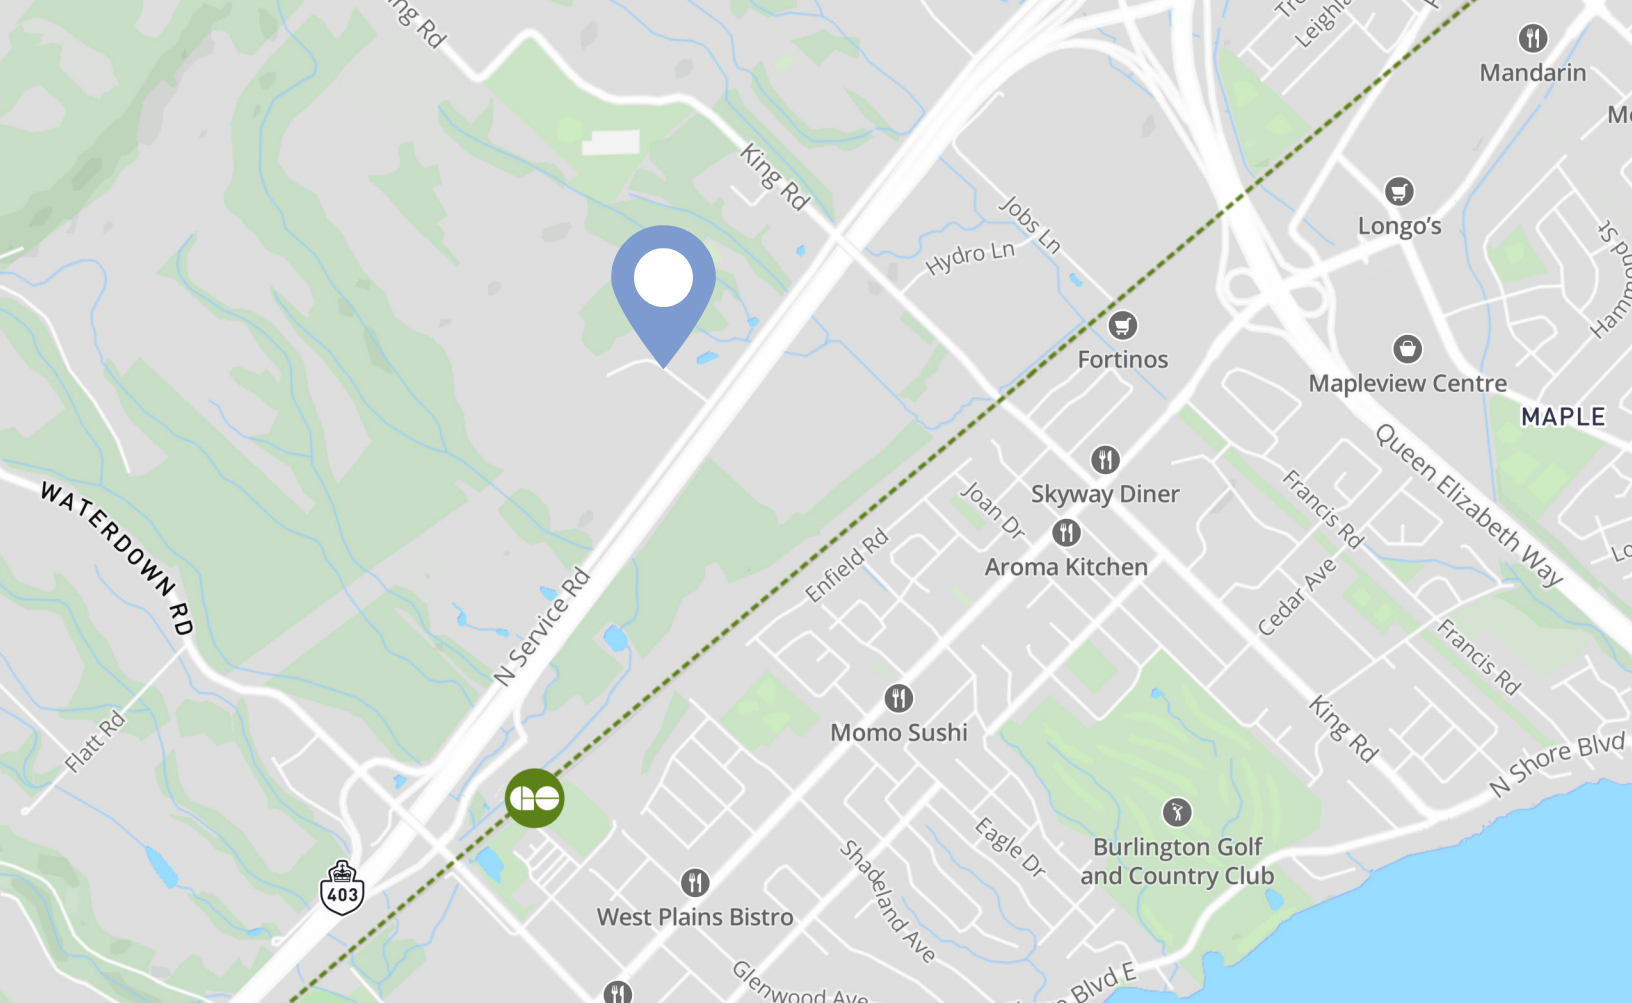 ng Rd
Leighla
Mandarin
King Rd
Longo's
Jobs Ln
Hydro Ln
Fortinos
Mapleview Centre
MAPLE
Queen Elizabeth Way
Skyway Diner
Joan Dr
Francis Rd
WATERDOWN RD
Aroma Kitchen
Enfield Rd
N Service Rd
Cedar Ave
Francis Rd
Flatt Rd
Momo Sushi
King Rd
N Shore Blvd
GO
Eagle Dr
Burlington Golf
and Country Club
403
Shadeland Ave
West Plains Bistro
Glenwood Ave
Blvd E